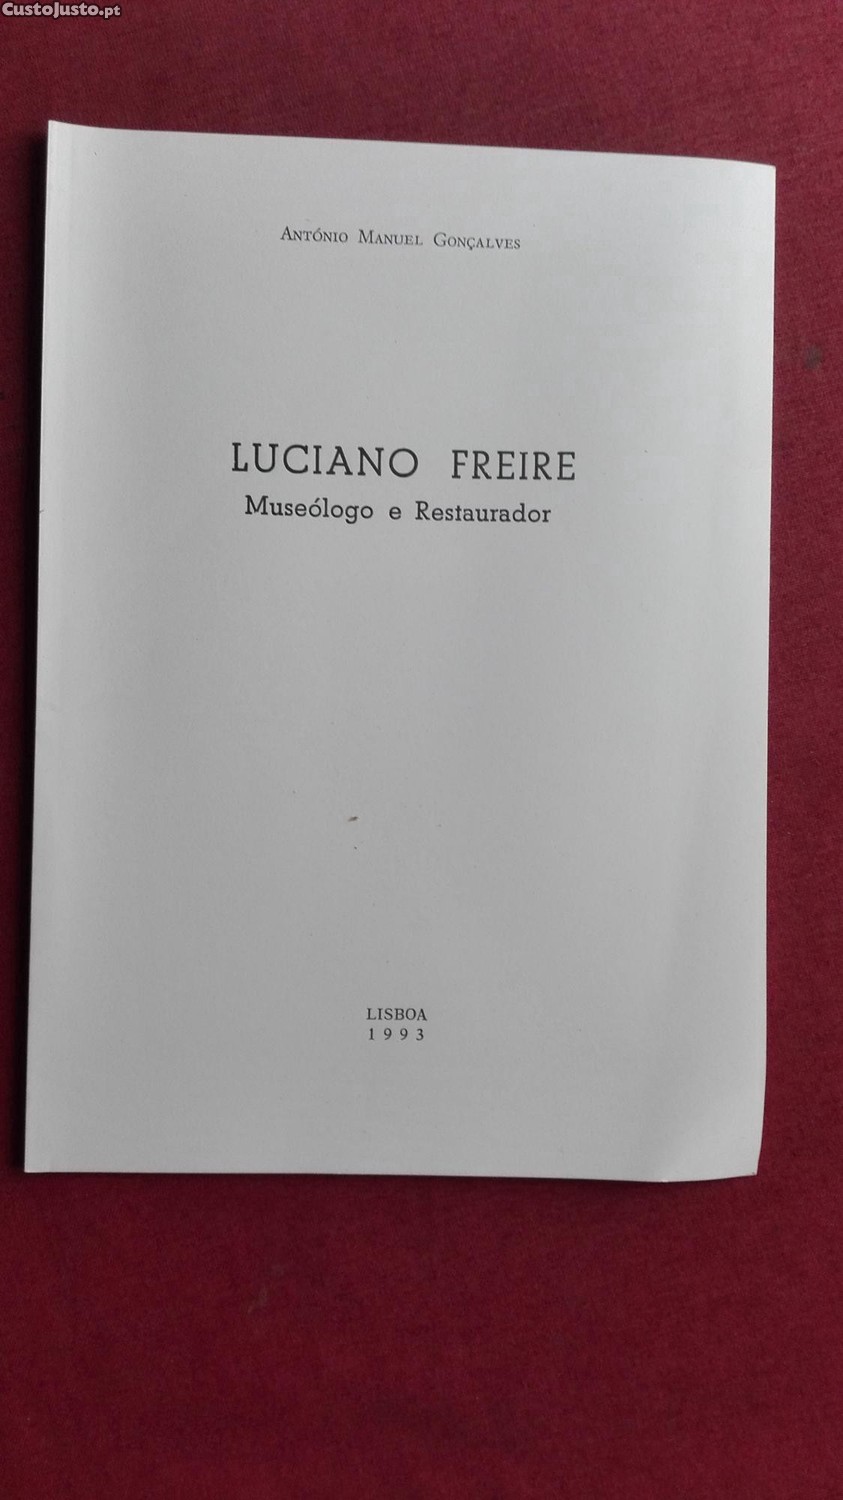 CustoJusto.pt
António Manuel Gonçalves
LUCIANO FREIRE
Museólogo e Restaurador
LISBOA
1993